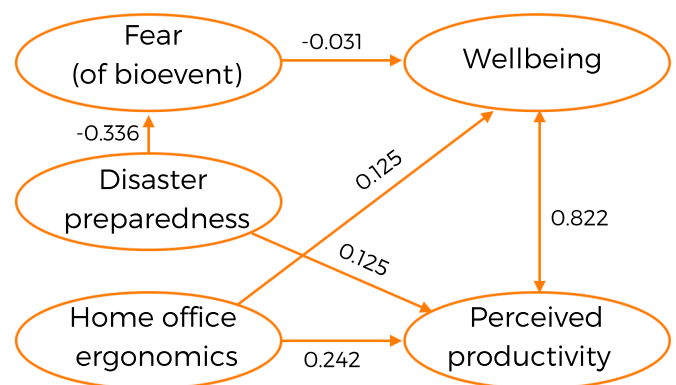 Fear
(of bioevent)
-0.031
Wellbeing
-0.336
Disaster
preparedness
0.125
0.125
0.822
Home office
ergonomics
0.242
Perceived
productivity